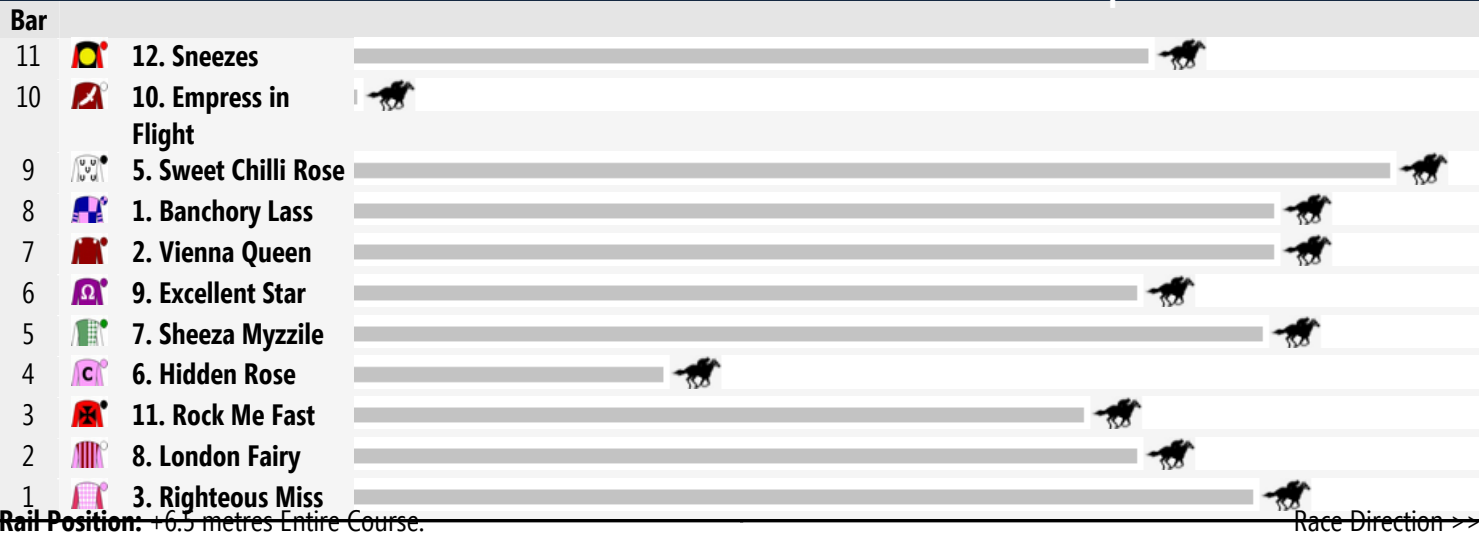 Bar
11 12. Sneezes
10 10. Empress in
Flight
9 5. Sweet Chilli Rose
8 1. Banchory Lass
7 2. Vienna Queen
6 Ω 9. Excellent Star
5 7. Sheeza Myzzile
4 C 6. Hidden Rose
3 11. Rock Me Fast
2 8. London Fairy
1 3. Righteous Miss
Rail Position: +6.5 metres Entire Course. Race Direction >>